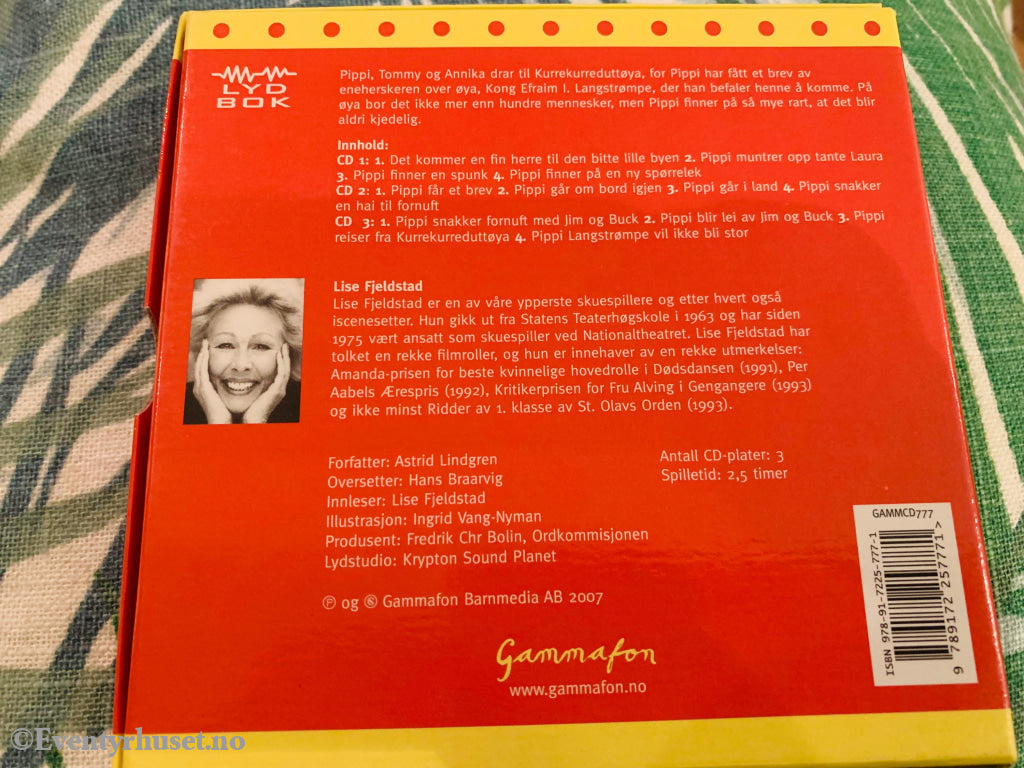 LYD
BOK
Pippi, Tommy og Annika drar til Kurrekurreduttøya, for Pippi har fått et brev av
eneherskeren over øya, Kong Efraim I. Langstrømpe, der han befaler henne å komme. På
øya bor det ikke mer enn hundre mennesker, men Pippi finner på så mye rart, at det blir
aldri kjedelig.
Innhold:
CD 1: 1. Det kommer en fin herre til den bitte lille byen 2. Pippi muntrer opp tante Laura
3. Pippi finner en spunk 4. Pippi finner på en ny spørrelek
CD 2: 1. Pippi får et brev 2. Pippi går om bord igjen 3. Pippi går i land 4. Pippi snakker
en hai til fornuft
CD 3: 1. Pippi snakker fornuft med Jim og Buck 2. Pippi blir lei av Jim og Buck 3. Pippi
reiser fra Kurrekurreduttøya 4. Pippi Langstrømpe vil ikke bli stor
Lise Fjeldstad
Lise Fjeldstad er en av våre ypperste skuespillere og etter hvert også
iscenesetter. Hun gikk ut fra Statens Teaterhøgskole i 1963 og har siden
1975 vært ansatt som skuespiller ved Nationaltheatret. Lise Fjeldstad har
tolket en rekke filmroller, og hun er innehaver av en rekke utmerkelser:
Amanda-prisen for beste kvinnelige hovedrolle i Dødsdansen (1991), Per
Aabels Ærespris (1992), Kritikerprisen for Fru Alving i Gengangere (1993)
og ikke minst Ridder av 1. klasse av St. Olavs Orden (1993).
Forfatter: Astrid Lindgren
Oversetter: Hans Braarvig
Innleser: Lise Fjeldstad
Illustrasjon: Ingrid Vang-Nyman
Produsent: Fredrik Chr Bolin, Ordkommisjonen
Lydstudio: Krypton Sound Planet
Antall CD-plater: 3
Spilletid: 2,5 timer
Ⓟ og Ⓢ Gammafon Barnmedia AB 2007
Gammafon
www.gammafon.no
GAMMCD777
ISBN 978-91-7225-777-1
9 789172 257771 >
©Eventyrhuset.no